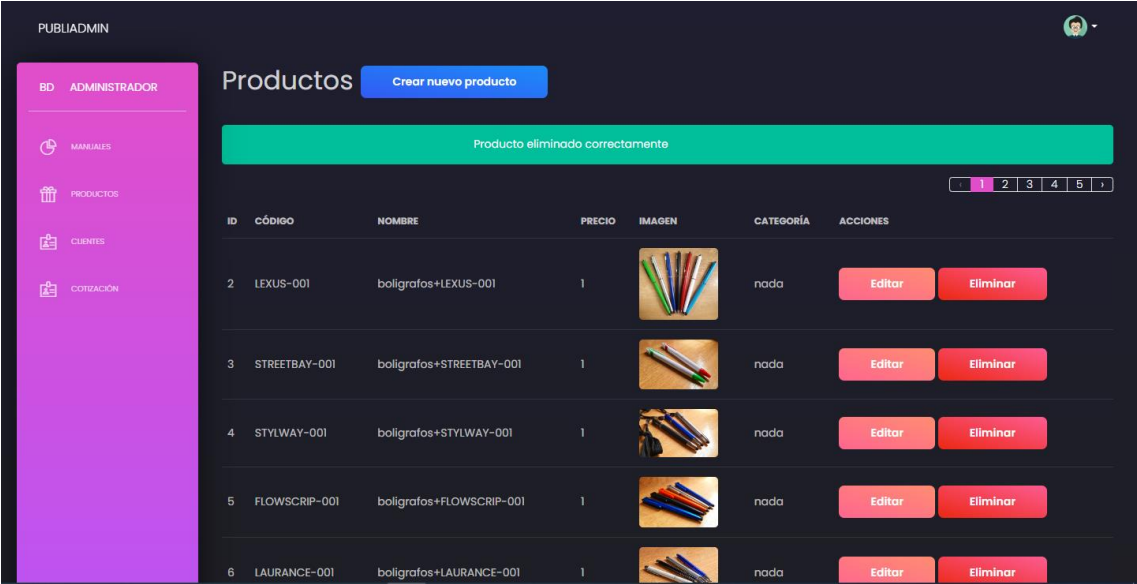 PUBLIADMIN
BD ADMINISTRADOR
MANUALES
PRODUCTOS
CLIENTES
COTIZACIÓN
Productos Crear nuevo producto
Producto eliminado correctamente
‹ 1 2 3 4 5 ›
ID CÓDIGO NOMBRE PRECIO IMAGEN CATEGORÍA ACCIONES
2 LEXUS-001 boligrafos+LEXUS-001 1 nada Editar Eliminar
3 STREETBAY-001 boligrafos+STREETBAY-001 1 nada Editar Eliminar
4 STYLWAY-001 boligrafos+STYLWAY-001 1 nada Editar Eliminar
5 FLOWSCRIP-001 boligrafos+FLOWSCRIP-001 1 nada Editar Eliminar
6 LAURANCE-001 boligrafos+LAURANCE-001 1 nada Editar Eliminar